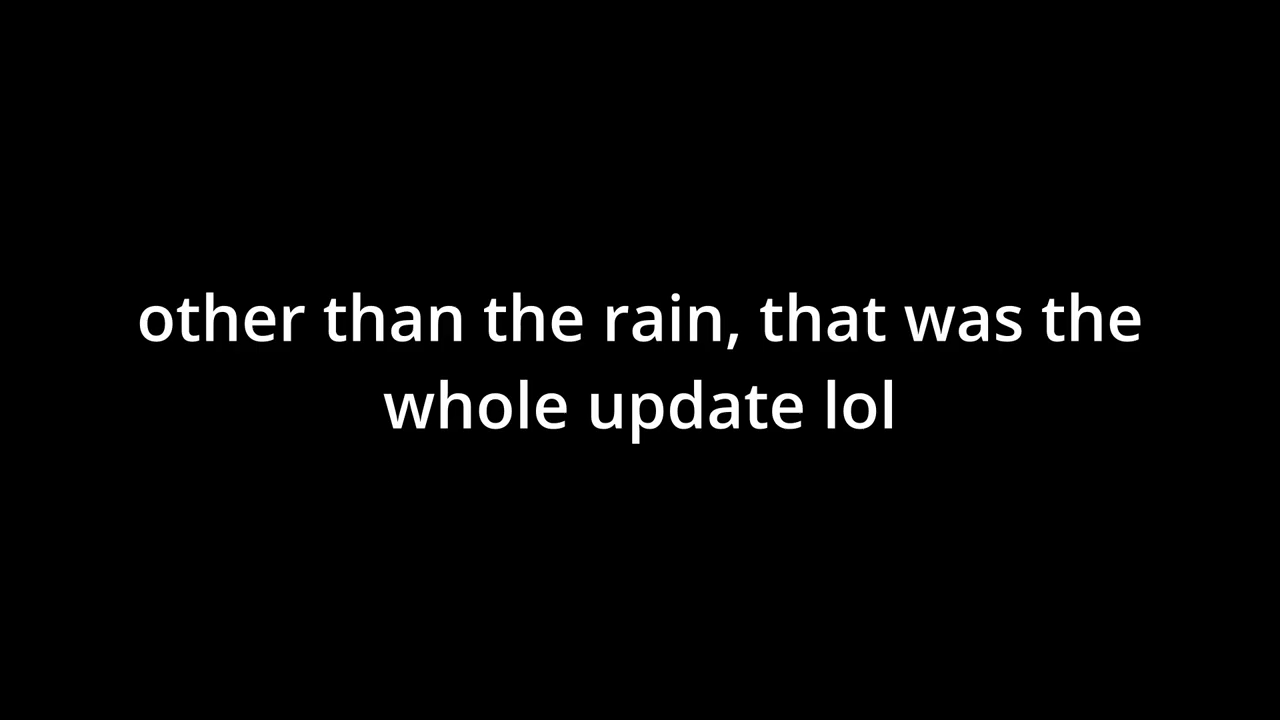 other than the rain, that was the
whole update lol